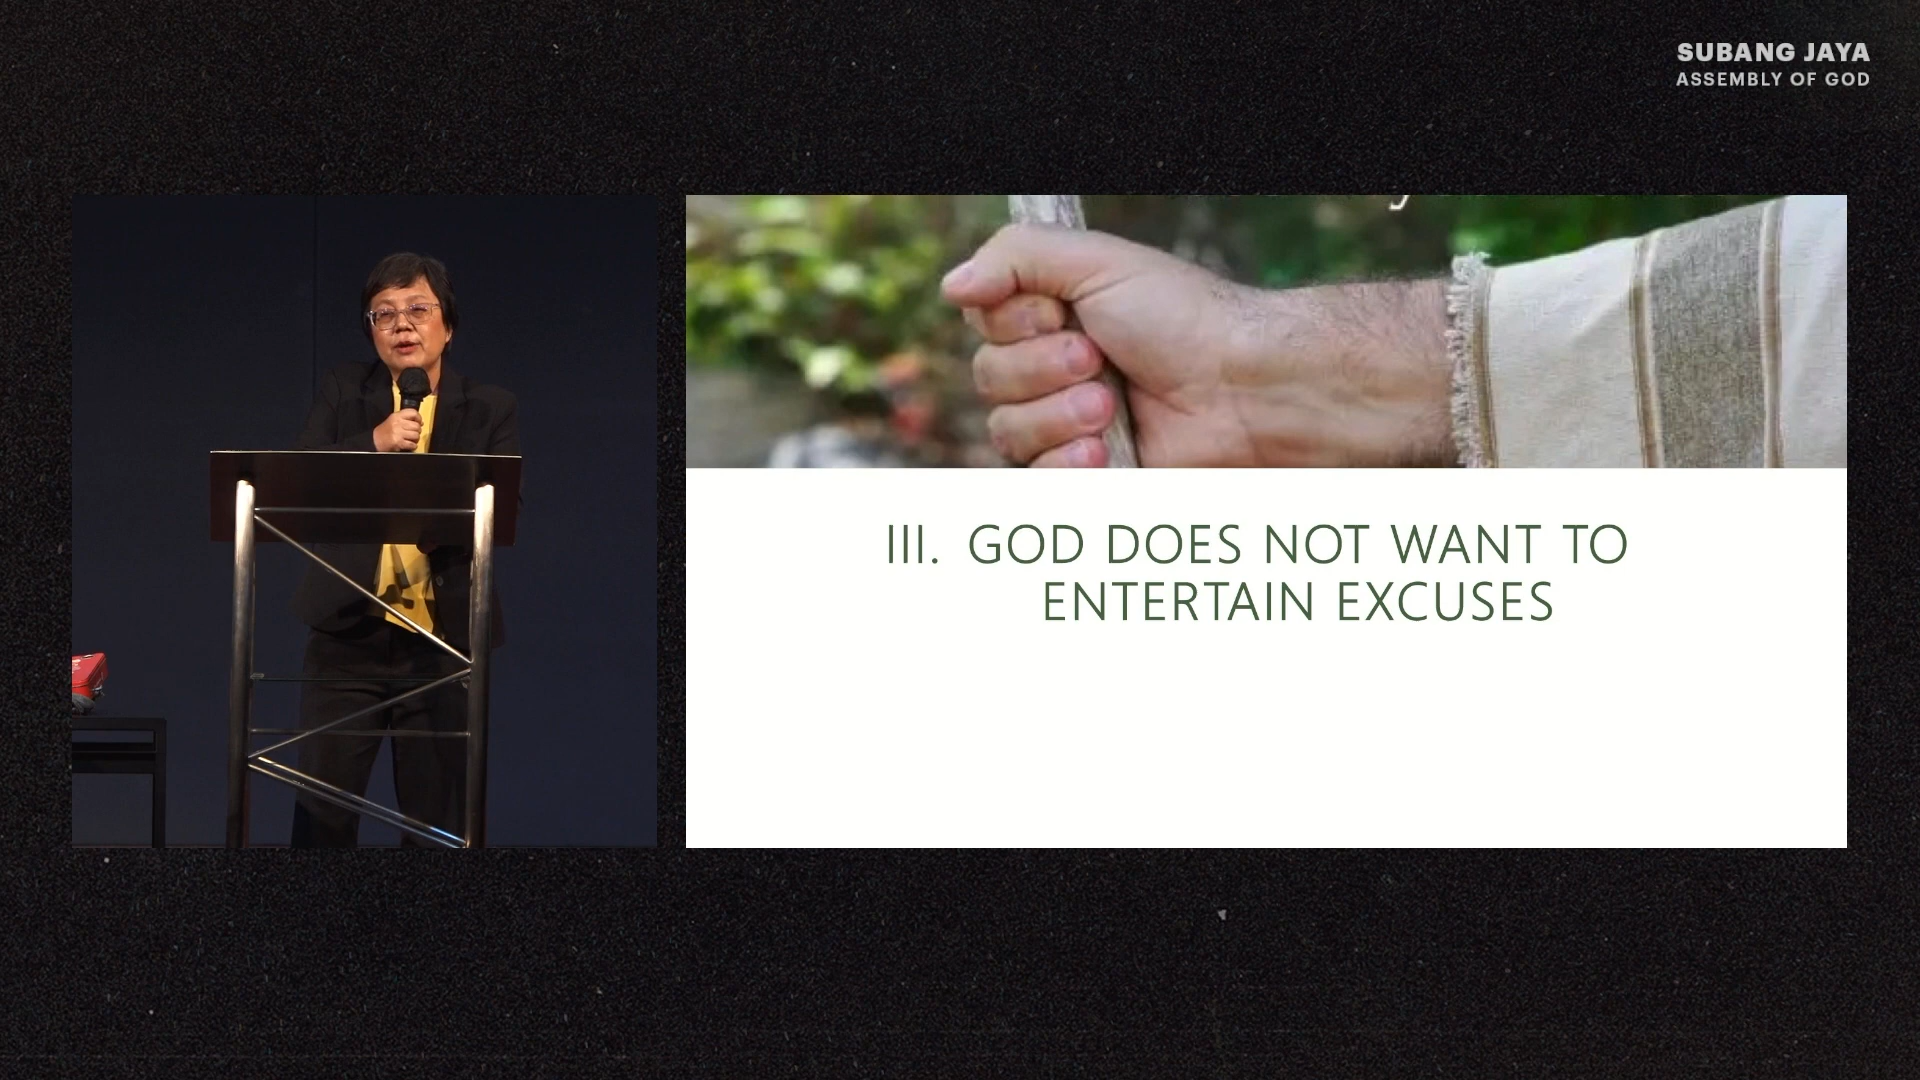 SUBANG JAYA
ASSEMBLY OF GOD
III. GOD DOES NOT WANT TO
ENTERTAIN EXCUSES